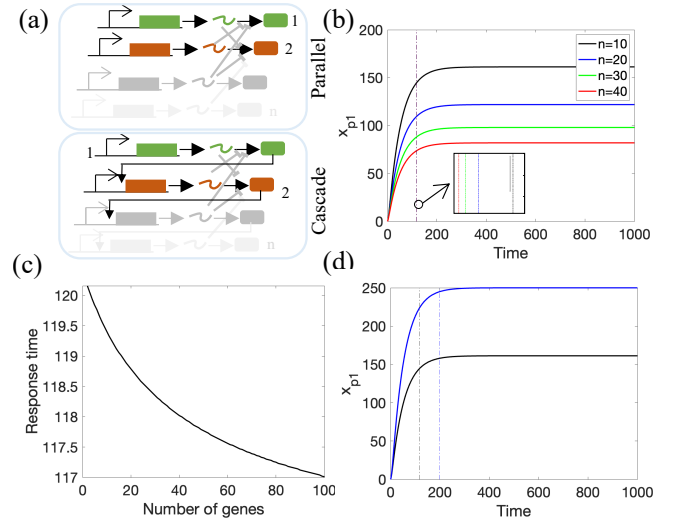 (a)
1
2
n
Parallel
1
2
n
Cascade
(b)
200
150
100
50
0
x_p1
n=10
n=20
n=30
n=40
0 200 400 600 800 1000
Time
(c)
120
119.5
119
118.5
118
117.5
117
Response time
0 20 40 60 80 100
Number of genes
(d)
250
200
150
100
50
0
x_p1
0 200 400 600 800 1000
Time